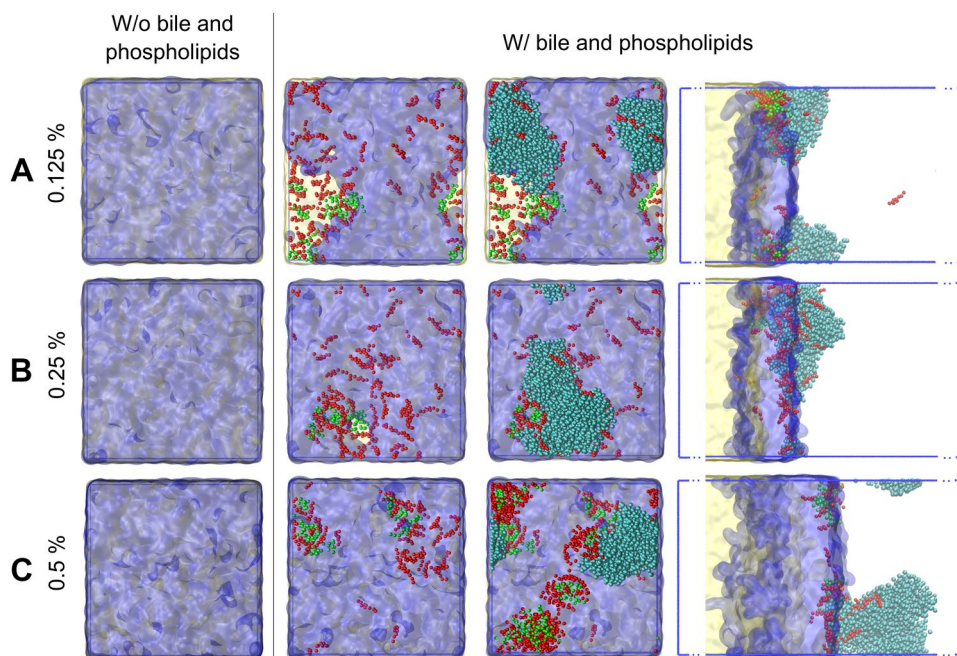 W/o bile and
phospholipids
W/ bile and phospholipids
A
0.125 %
B
0.25 %
C
0.5 %